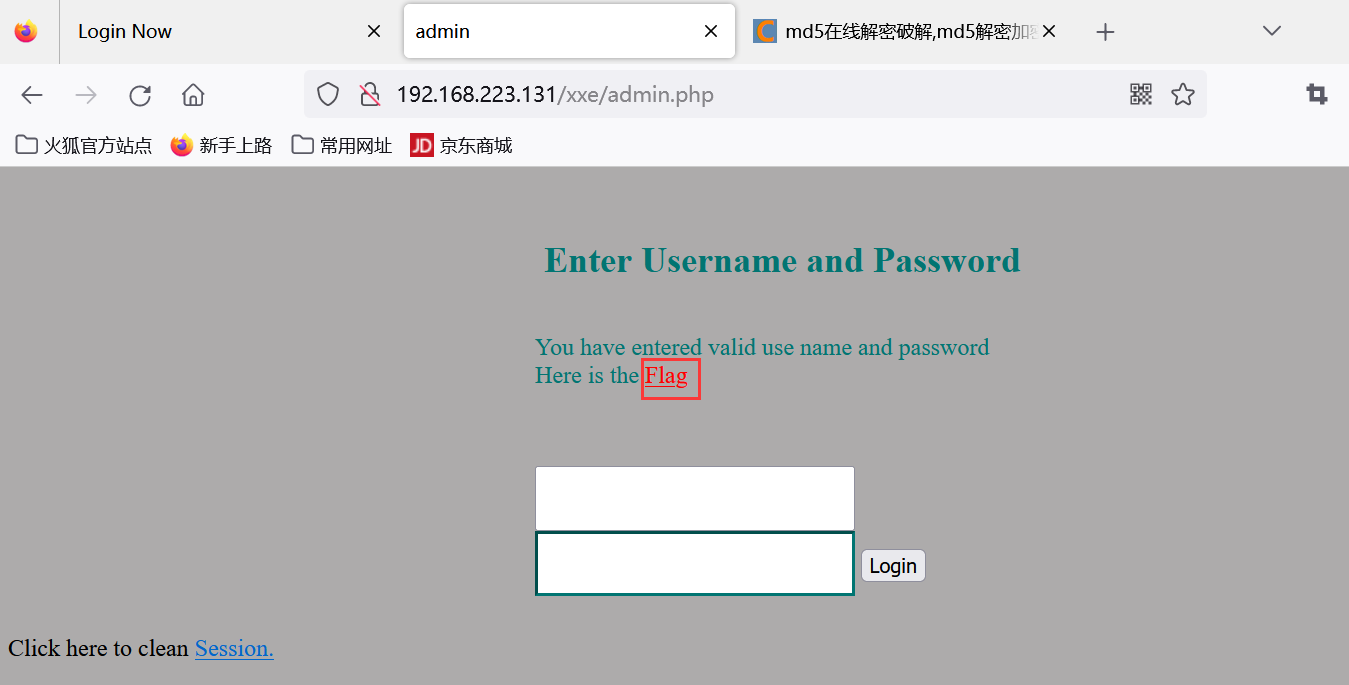 Login Now
admin
md5在线解密破解,md5解密加密
192.168.223.131/xxe/admin.php
火狐官方站点 新手上路 常用网址 JD 京东商城
Enter Username and Password
You have entered valid use name and password
Here is the Flag
Login
Click here to clean Session.